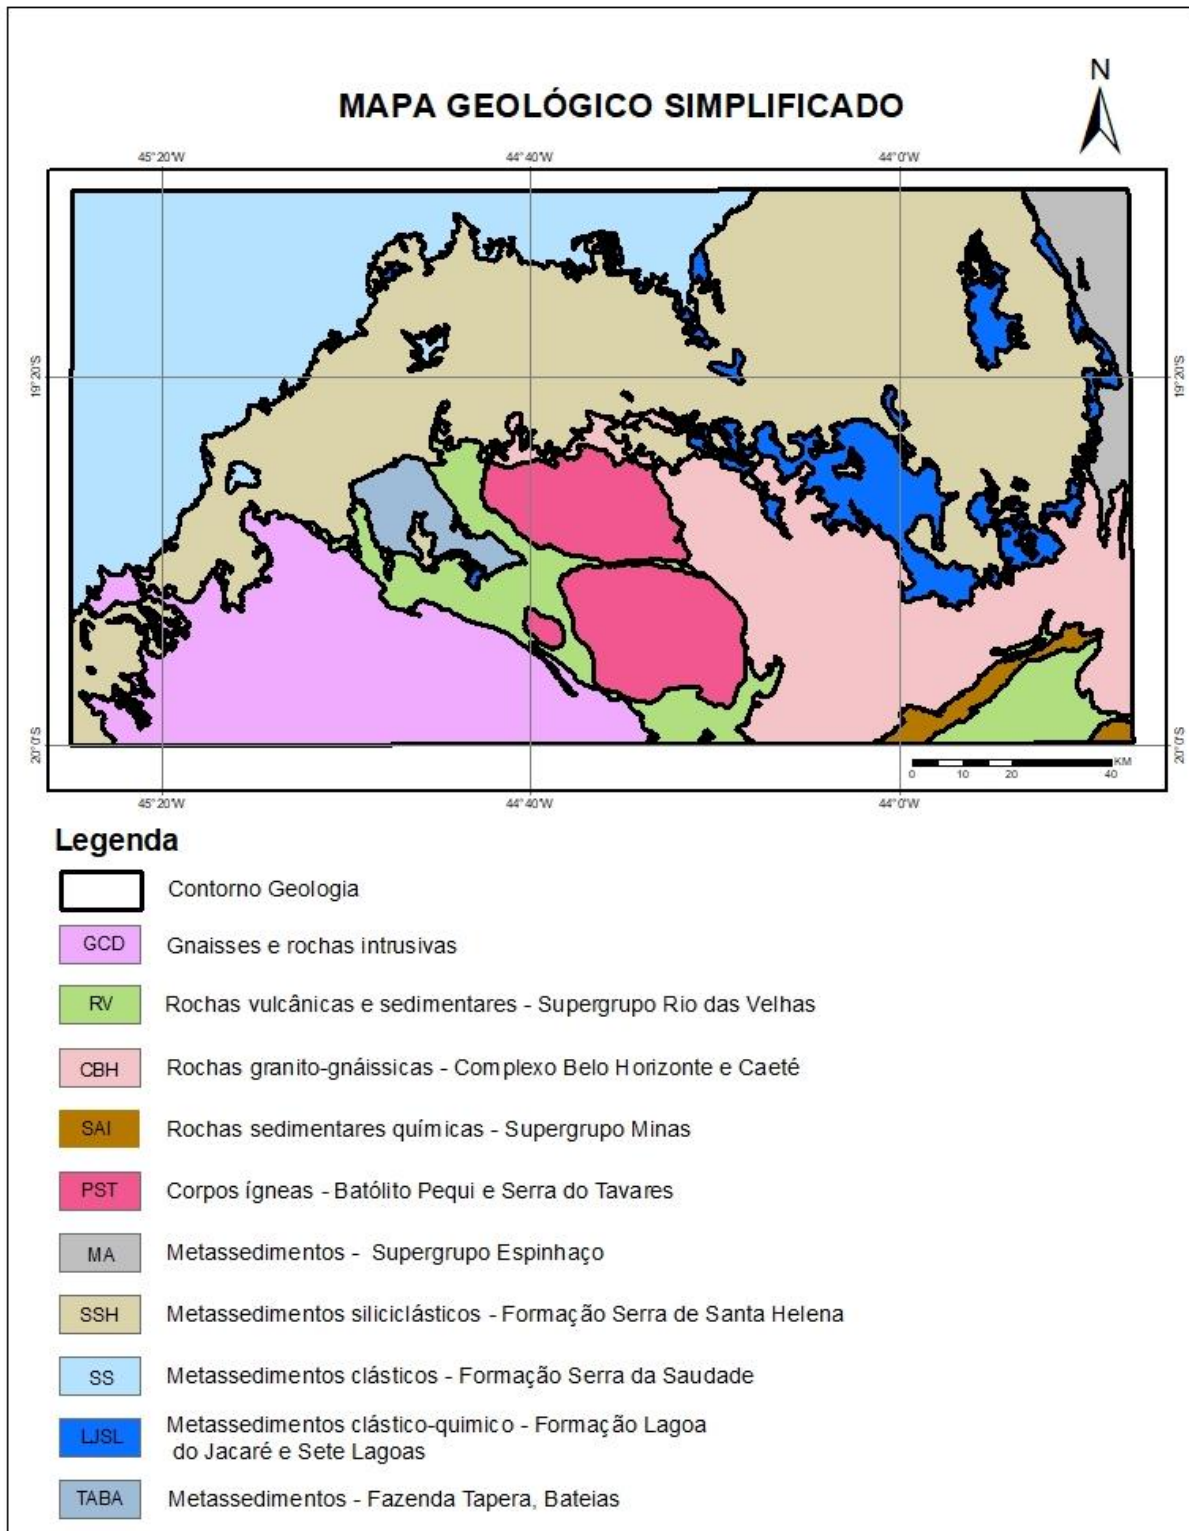 N
MAPA GEOLÓGICO SIMPLIFICADO
45°20'W 44°40'W 44°0'W
19°20'S 19°20'S
20°0'S 20°0'S
KM
0 10 20 40
45°20'W 44°40'W 44°0'W
Legenda
Contorno Geologia
GCD Gnaisses e rochas intrusivas
RV Rochas vulcânicas e sedimentares - Supergrupo Rio das Velhas
CBH Rochas granito-gnáissicas - Complexo Belo Horizonte e Caeté
SAI Rochas sedimentares químicas - Supergrupo Minas
PST Corpos ígneas - Batólito Pequi e Serra do Tavares
MA Metassedimentos - Supergrupo Espinhaço
SSH Metassedimentos siliciclásticos - Formação Serra de Santa Helena
SS Metassedimentos clásticos - Formação Serra da Saudade
LJSL Metassedimentos clástico-quimico - Formação Lagoa
do Jacaré e Sete Lagoas
TABA Metassedimentos - Fazenda Tapera, Bateias